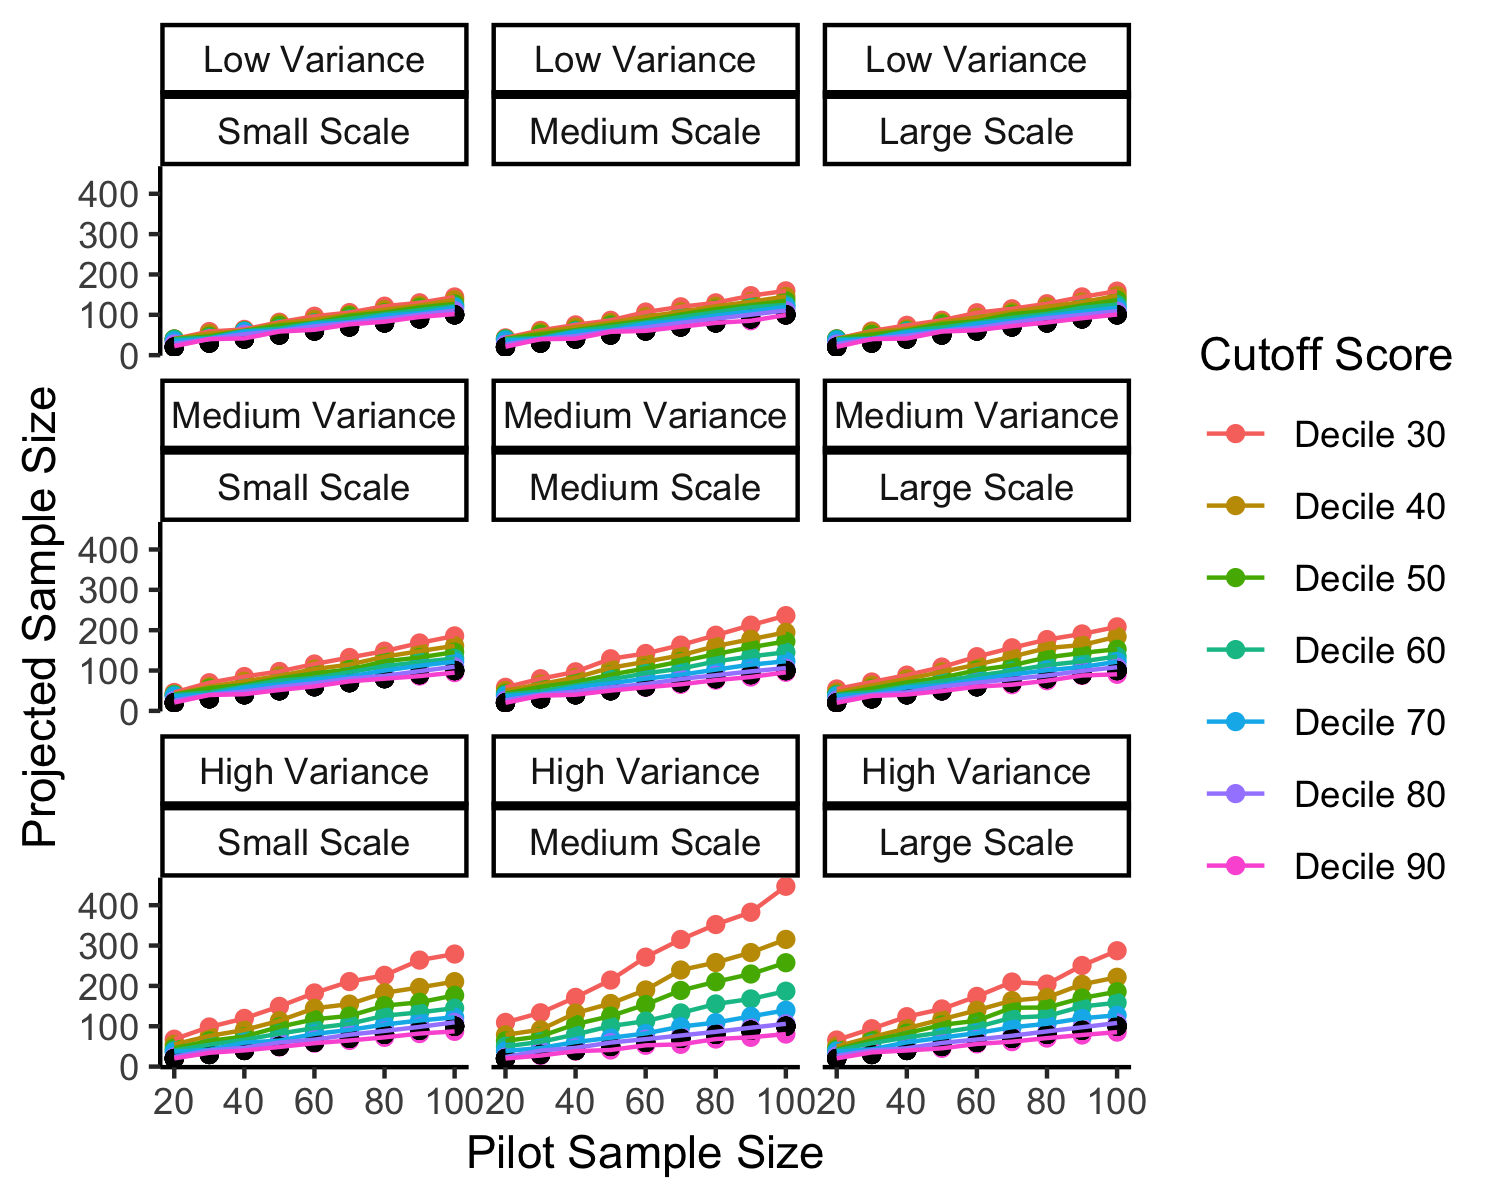 Low Variance
Low Variance
Low Variance
Small Scale
Medium Scale
Large Scale
400
300
200
100
0
Medium Variance
Medium Variance
Medium Variance
Small Scale
Medium Scale
Large Scale
400
300
200
100
0
High Variance
High Variance
High Variance
Small Scale
Medium Scale
Large Scale
400
300
200
100
0
20 40 60 80 100
20 40 60 80 100
20 40 60 80 100
Pilot Sample Size
Projected Sample Size
Cutoff Score
Decile 30
Decile 40
Decile 50
Decile 60
Decile 70
Decile 80
Decile 90